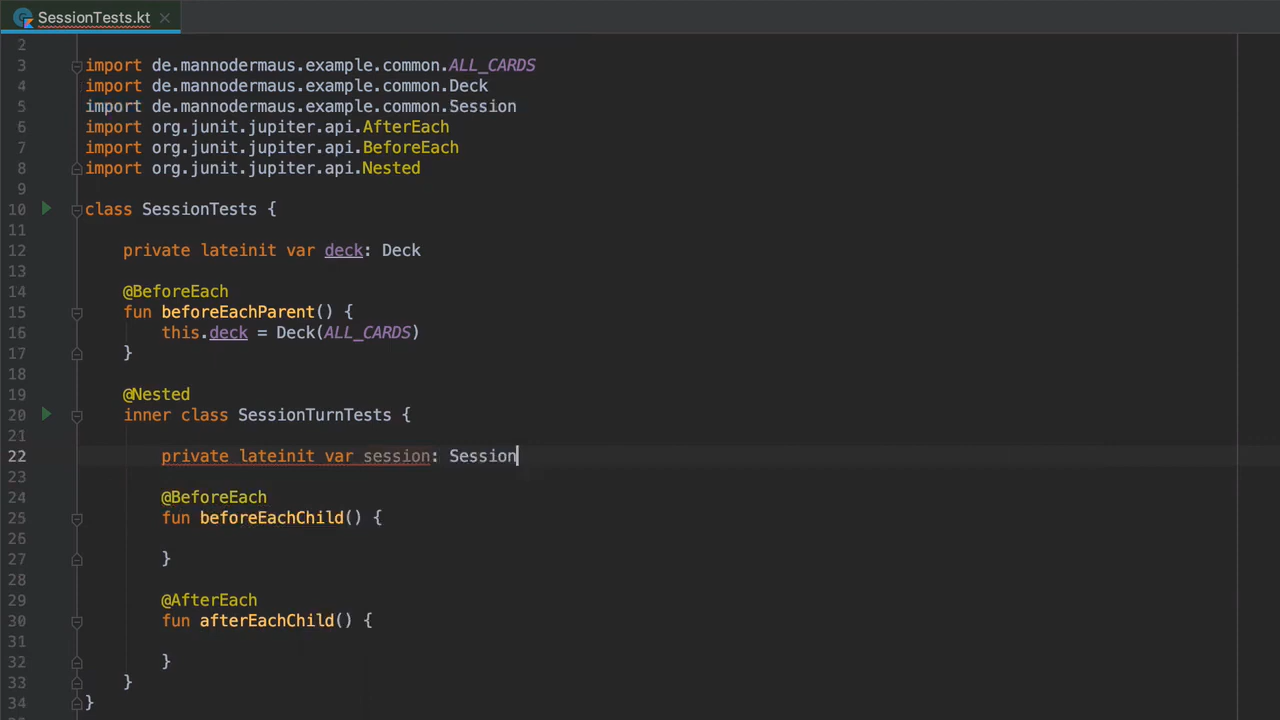 SessionTests.kt
2
3 import de.mannodermaus.example.common.ALL_CARDS
4 import de.mannodermaus.example.common.Deck
5 import de.mannodermaus.example.common.Session
6 import org.junit.jupiter.api.AfterEach
7 import org.junit.jupiter.api.BeforeEach
8 import org.junit.jupiter.api.Nested
9
10 class SessionTests {
11
12     private lateinit var deck: Deck
13
14     @BeforeEach
15     fun beforeEachParent() {
16         this.deck = Deck(ALL_CARDS)
17     }
18
19     @Nested
20     inner class SessionTurnTests {
21
22         private lateinit var session: Session
23
24         @BeforeEach
25         fun beforeEachChild() {
26
27         }
28
29         @AfterEach
30         fun afterEachChild() {
31
32         }
33     }
34 }